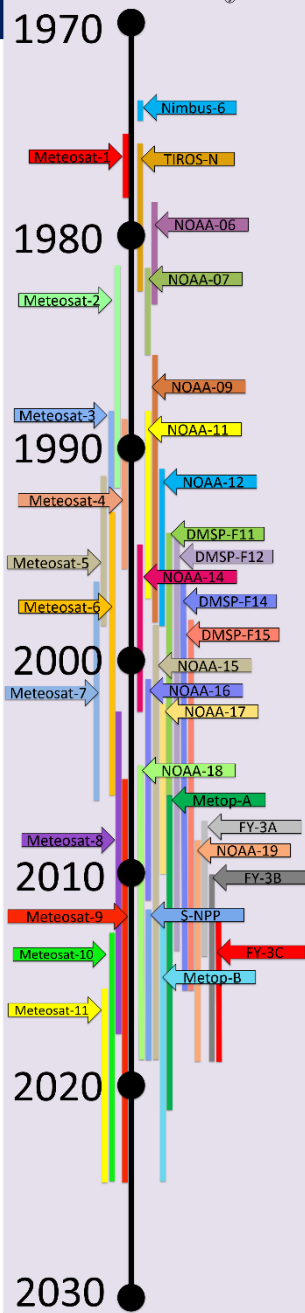 1970
Nimbus-6
Meteosat-1
TIROS-N
NOAA-06
1980
NOAA-07
Meteosat-2
NOAA-09
Meteosat-3
NOAA-11
1990
NOAA-12
Meteosat-4
DMSP-F11
DMSP-F12
Meteosat-5
NOAA-14
DMSP-F14
Meteosat-6
DMSP-F15
2000
NOAA-15
Meteosat-7
NOAA-16
NOAA-17
NOAA-18
Metop-A
FY-3A
Meteosat-8
NOAA-19
2010
FY-3B
Meteosat-9
S-NPP
Meteosat-10
FY-3C
Metop-B
Meteosat-11
2020
2030